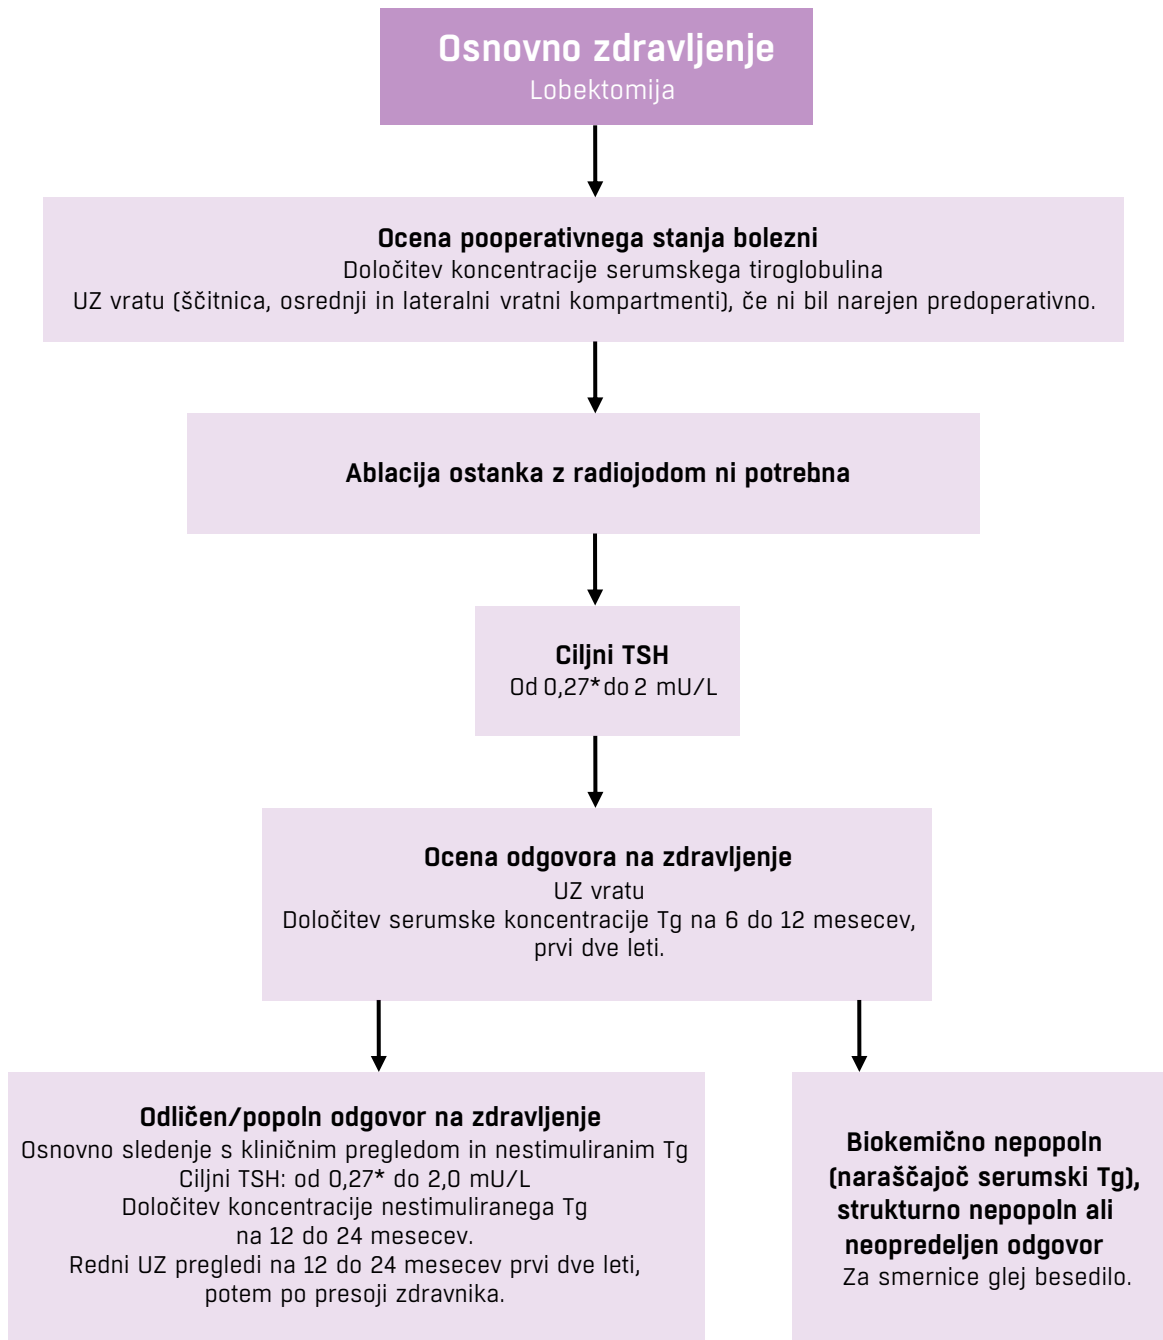 Osnovno zdravljenje
Lobektomija
Ocena pooperativnega stanja bolezni
Določitev koncentracije serumskega tiroglobulina
UZ vratu (ščitnica, osrednji in lateralni vratni kompartmenti), če ni bil narejen predoperativno.
Ablacija ostanka z radiojodom ni potrebna
Ciljni TSH
Od 0,27* do 2 mU/L
Ocena odgovora na zdravljenje
UZ vratu
Določitev serumske koncentracije Tg na 6 do 12 mesecev,
prvi dve leti.
Odličen/popoln odgovor na zdravljenje
Osnovno sledenje s kliničnim pregledom in nestimuliranim Tg
Ciljni TSH: od 0,27* do 2,0 mU/L
Določitev koncentracije nestimuliranega Tg
na 12 do 24 mesecev.
Redni UZ pregledi na 12 do 24 mesecev prvi dve leti,
potem po presoji zdravnika.
Biokemično nepopoln
(naraščajoč serumski Tg),
strukturno nepopoln ali
neopredeljen odgovor
Za smernice glej besedilo.